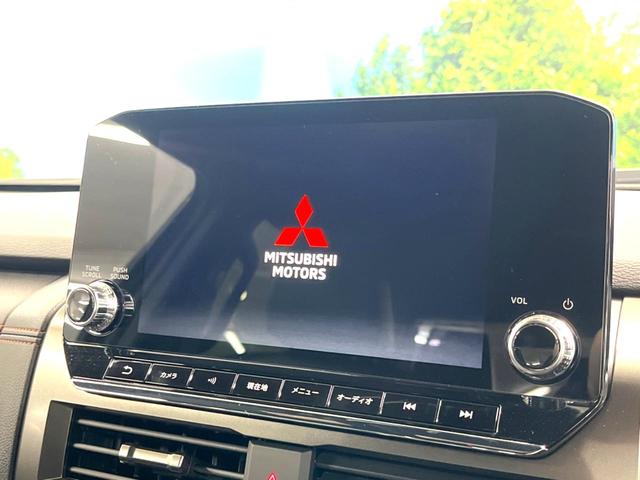 MITSUBISHI
MOTORS
TUNE
SCROLL
PUSH
SOUND
VOL
カメラ
現在地
メニュー
オーディオ